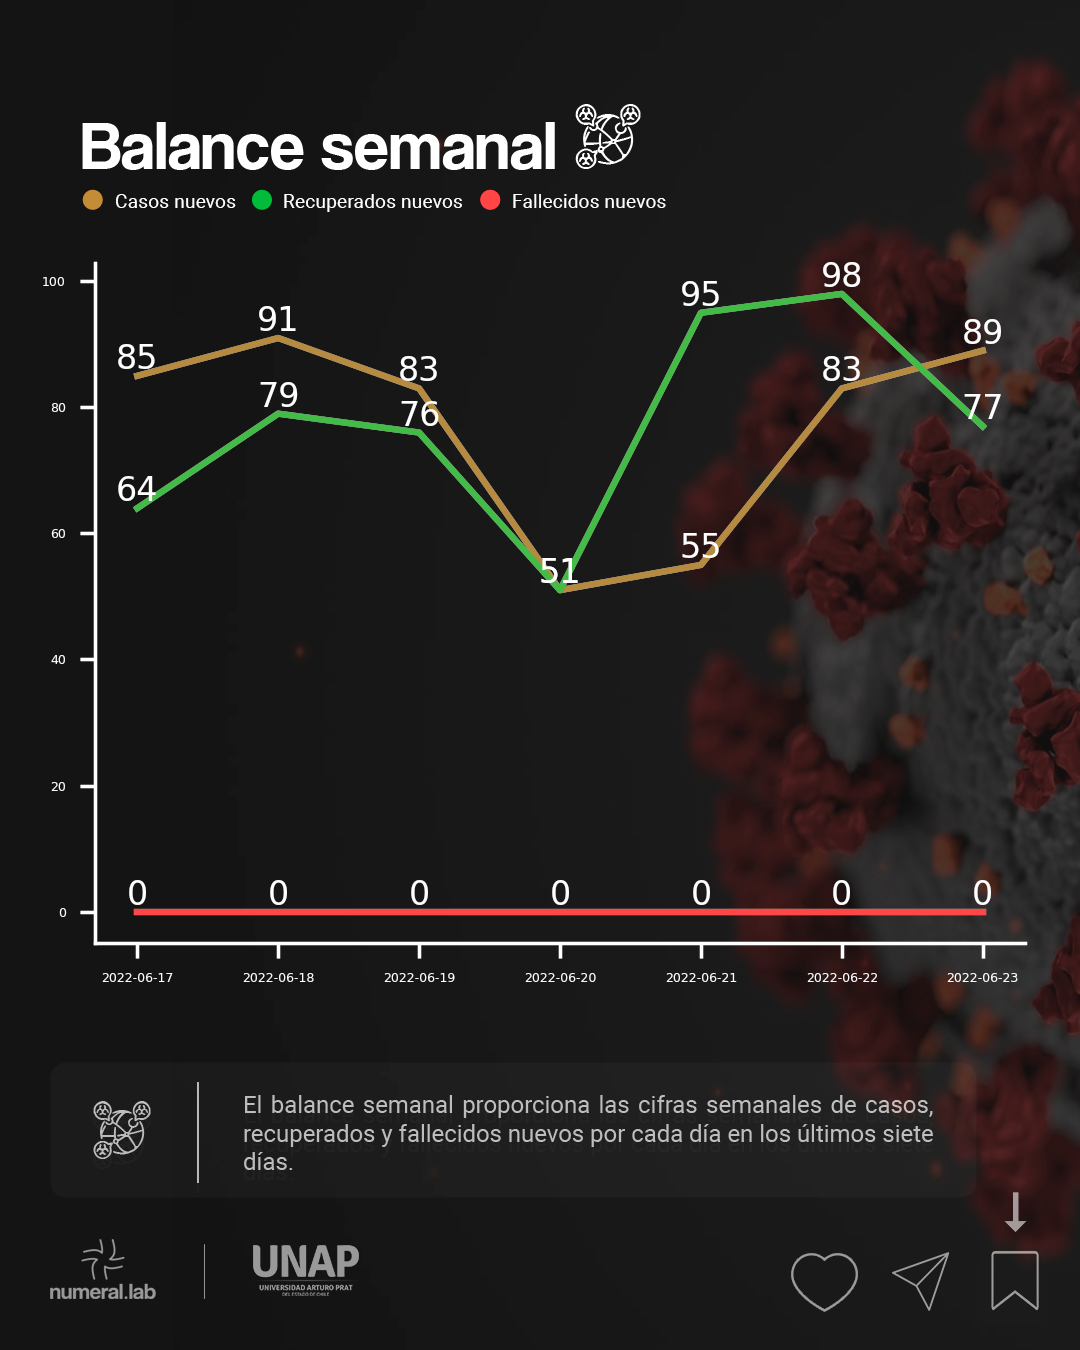 Balance semanal
Casos nuevos Recuperados nuevos Fallecidos nuevos
100
80
60
40
20
0
85 91 83 51 55 83 89
64 79 76 95 98 77
0 0 0 0 0 0 0
2022-06-17 2022-06-18 2022-06-19 2022-06-20 2022-06-21 2022-06-22 2022-06-23
El balance semanal proporciona las cifras semanales de casos,
recuperados y fallecidos nuevos por cada día en los últimos siete
días.
numeral.lab
UNAP
UNIVERSIDAD ARTURO PRAT
DEL ESTADO DE CHILE